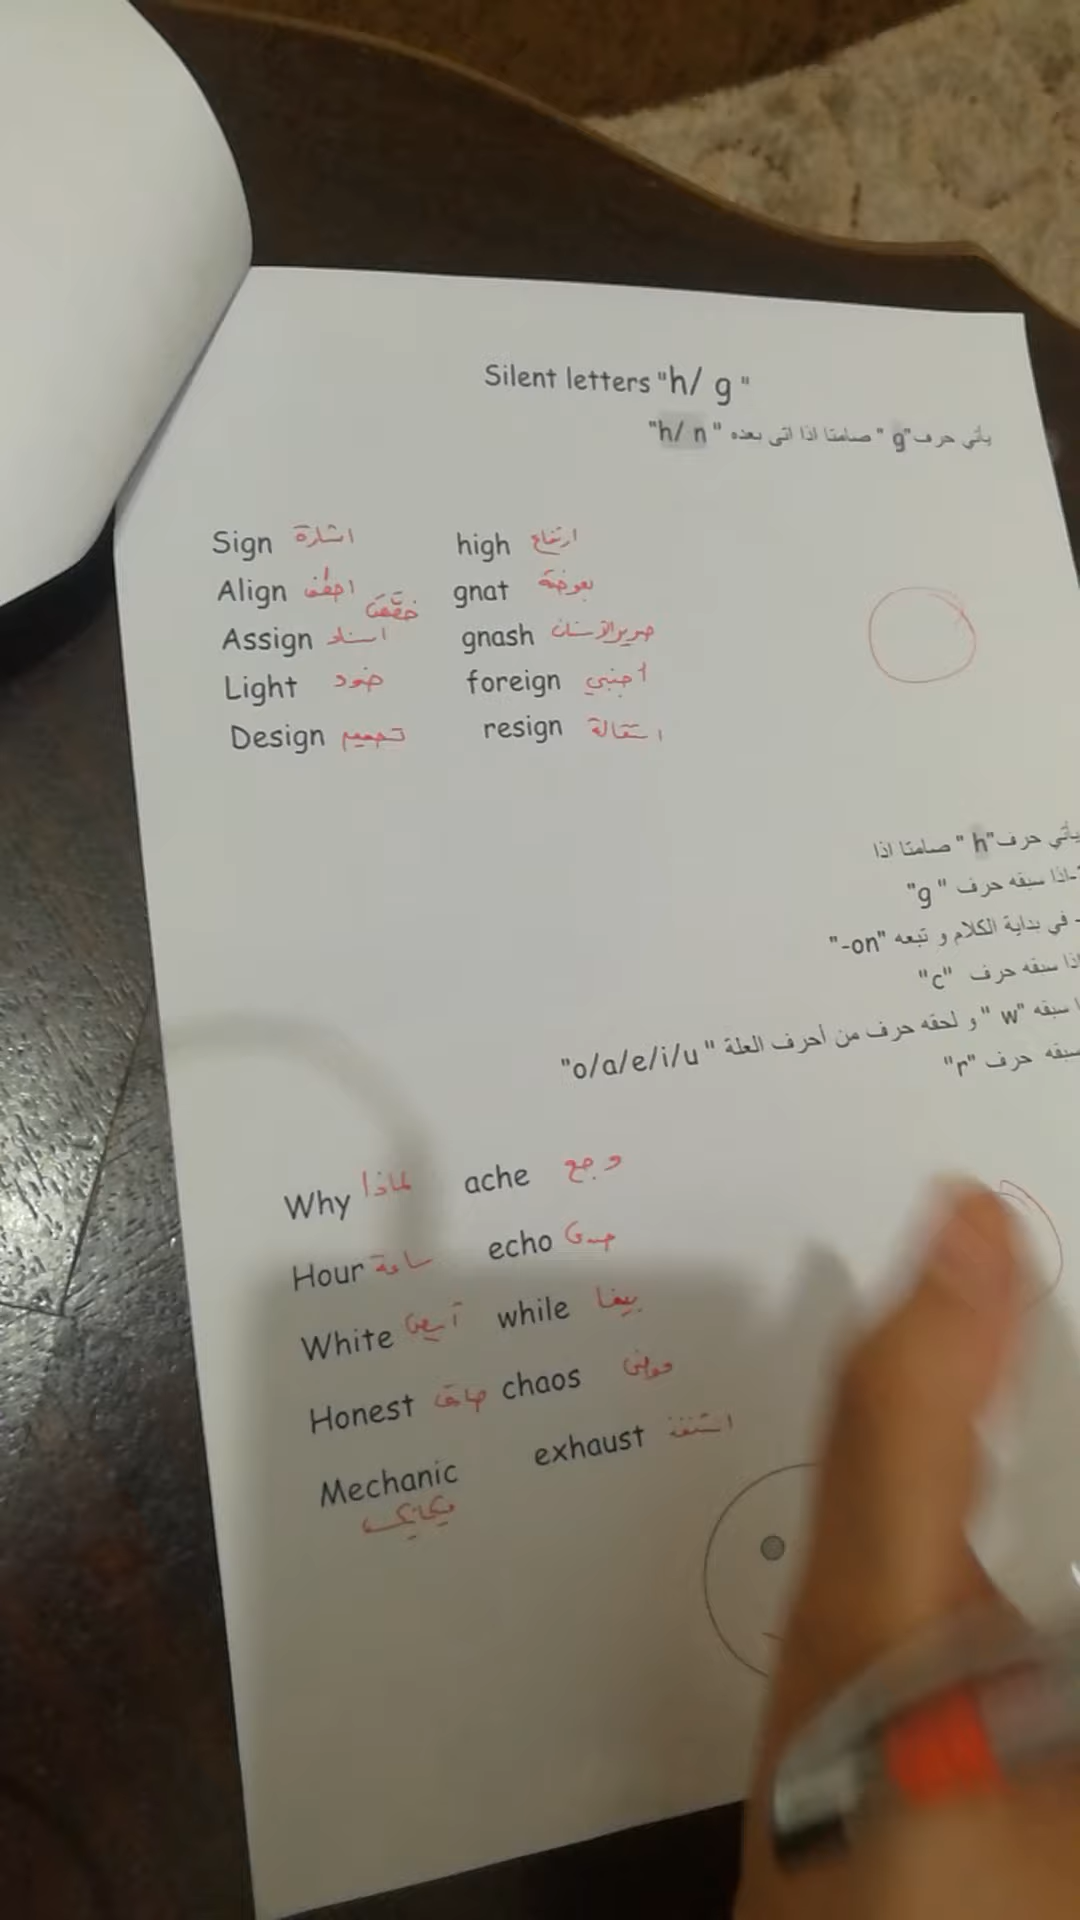 Silent letters "h/ g "
يأتي حرف"g " صامتا اذا اتى بعده " h/ n"
Sign اشارة high ارتفاع
Align gnat بعوضة
Assign اسناد gnash صرير الأسنان
Light ضوء foreign أجنبي
Design تصميم resign استقالة
يأتي حرف"h " صامتا اذا
اذا سبقه حرف " g"
- في بداية الكلام و تبعه "on-"
اذا سبقه حرف "c"
سبقه "w " و لحقه حرف من أحرف العلة " o/a/e/i/u"
سبقه حرف "r"
Why لماذا ache وجع
Hour ساعة echo صدى
White أبيض while بينما
Honest صادق chaos فوضى
Mechanic exhaust
ميكانيك